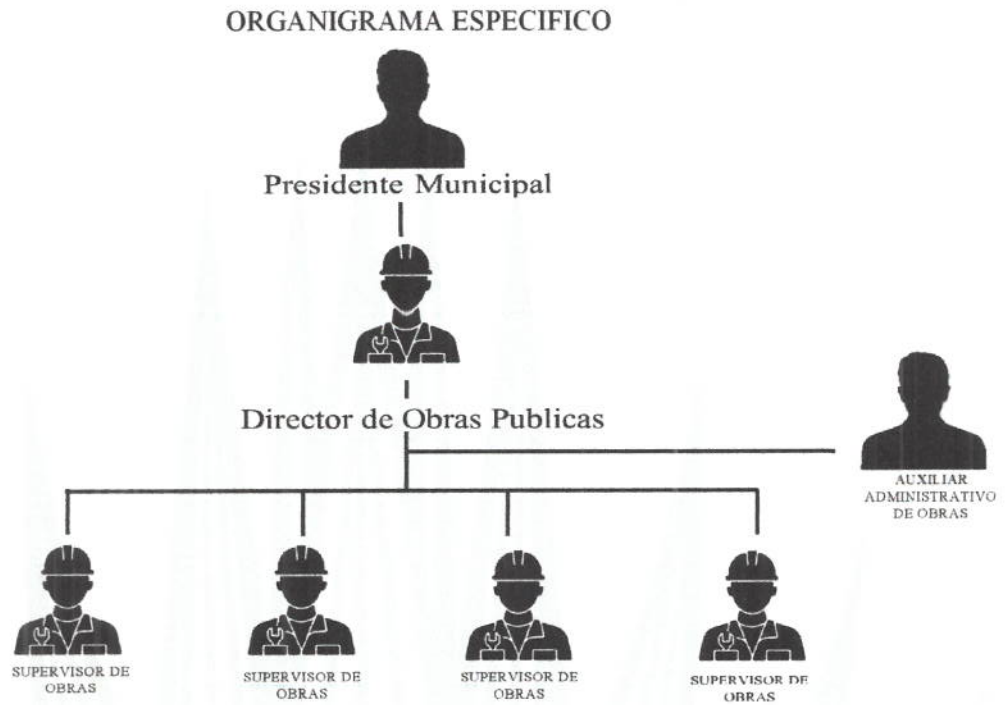 ORGANIGRAMA ESPECIFICO
Presidente Municipal
Director de Obras Publicas
AUXILIAR
ADMINISTRATIVO
DE OBRAS
SUPERVISOR DE
OBRAS
SUPERVISOR DE
OBRAS
SUPERVISOR DE
OBRAS
SUPERVISOR DE
OBRAS